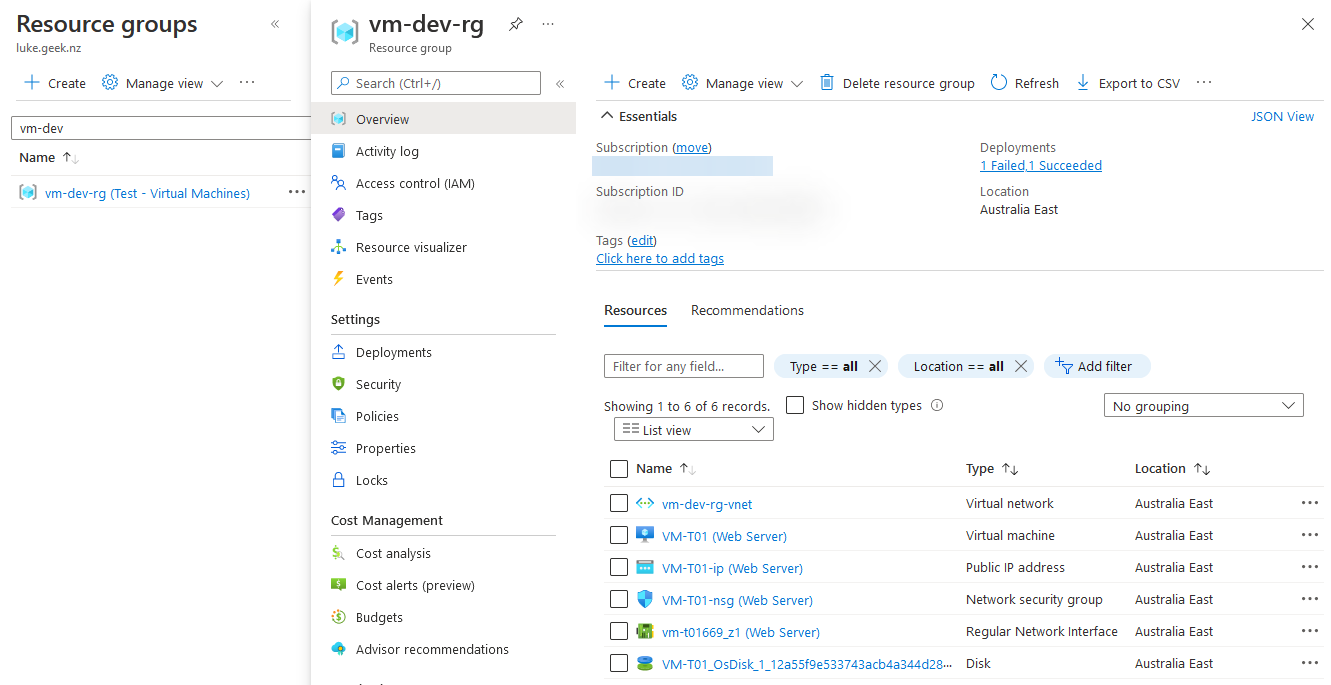 Resource groups
luke.geek.nz
Create
Manage view
vm-dev
Name
vm-dev-rg (Test - Virtual Machines)
vm-dev-rg
Resource group
Search (Ctrl+/)
Overview
Activity log
Access control (IAM)
Tags
Resource visualizer
Events
Settings
Deployments
Security
Policies
Properties
Locks
Cost Management
Cost analysis
Cost alerts (preview)
Budgets
Advisor recommendations
Create
Manage view
Delete resource group
Refresh
Export to CSV
Essentials
JSON View
Subscription (move)
Subscription ID
Tags (edit)
Click here to add tags
Deployments
1 Failed,1 Succeeded
Location
Australia East
Resources
Recommendations
Filter for any field...
Type == all
Location == all
Add filter
Showing 1 to 6 of 6 records.
Show hidden types
No grouping
List view
Name Type Location
vm-dev-rg-vnet Virtual network Australia East
VM-T01 (Web Server) Virtual machine Australia East
VM-T01-ip (Web Server) Public IP address Australia East
VM-T01-nsg (Web Server) Network security group Australia East
vm-t01669_z1 (Web Server) Regular Network Interface Australia East
VM-T01_OsDisk_1_12a55f9e533743acb4a344d28... Disk Australia East